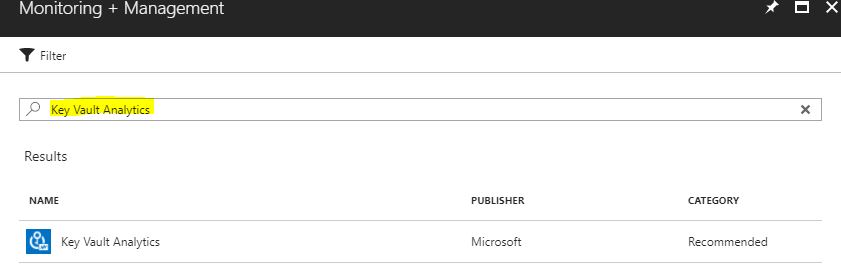 Monitoring + Management
Filter
Key Vault Analytics
Results
NAME PUBLISHER CATEGORY
Key Vault Analytics Microsoft Recommended